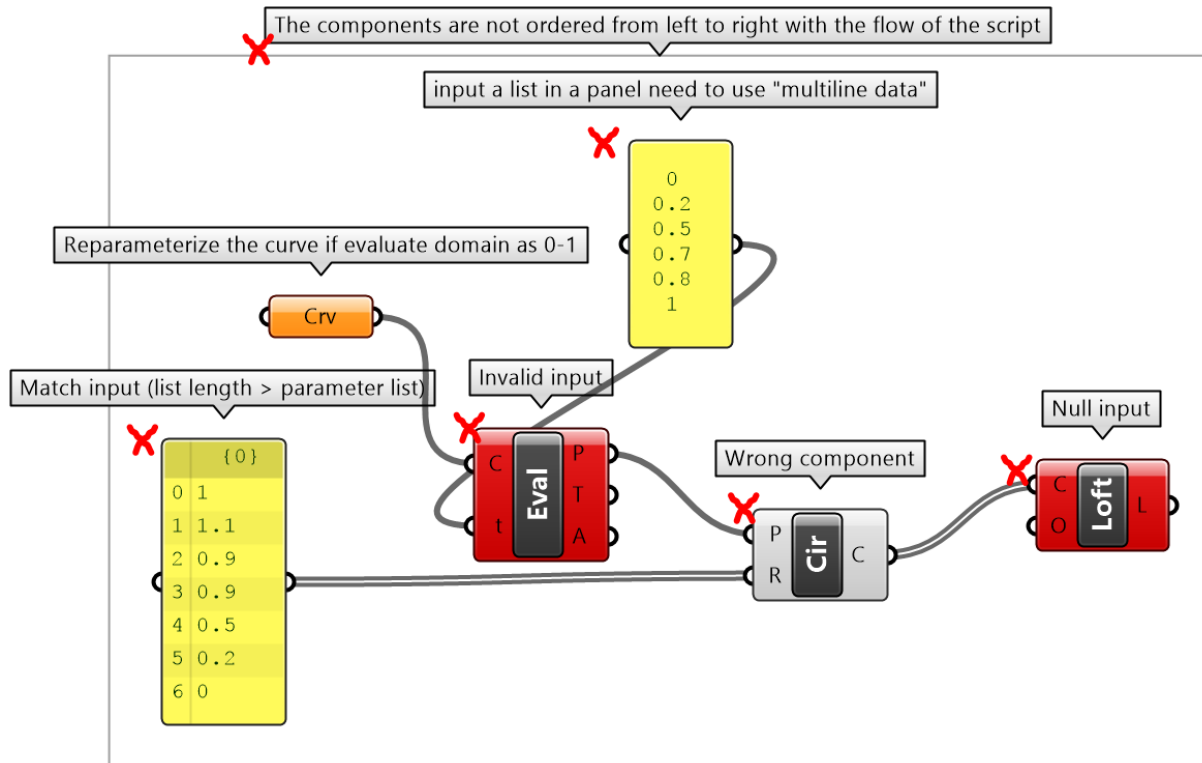 The components are not ordered from left to right with the flow of the script
input a list in a panel need to use "multiline data"
0
0.2
0.5
0.7
0.8
1
Reparameterize the curve if evaluate domain as 0-1
Crv
Match input (list length > parameter list)
{0}
0 1
1 1.1
2 0.9
3 0.9
4 0.5
5 0.2
6 0
Invalid input
C
t
Eval
P
T
A
Wrong component
P
R
Cir
C
Null input
C
O
Loft
L